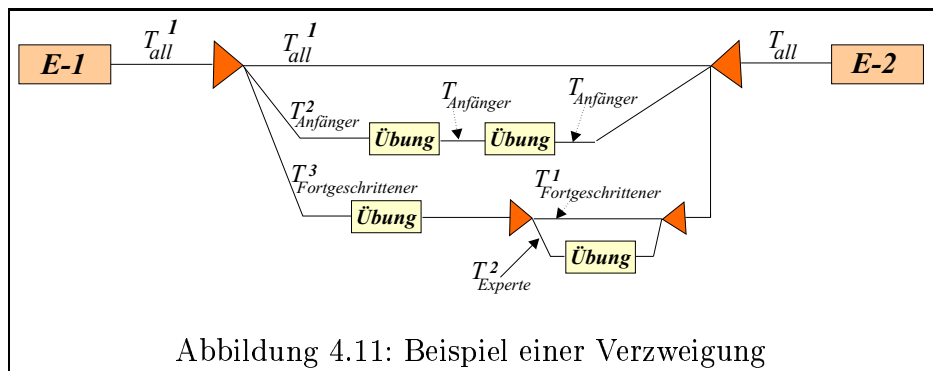 E-1 T_all^1 T_all^1 T_all E-2
T_Anfänger^2 Übung T_Anfänger Übung T_Anfänger
T_Fortgeschrittener^3 Übung T_Fortgeschrittener^1
T_Experte^2 Übung
Abbildung 4.11: Beispiel einer Verzweigung